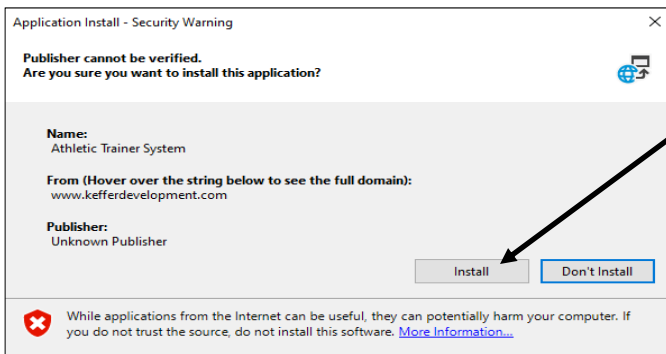 Application Install - Security Warning
Publisher cannot be verified.
Are you sure you want to install this application?
Name:
Athletic Trainer System
From (Hover over the string below to see the full domain):
www.kefferdevelopment.com
Publisher:
Unknown Publisher
Install
Don't Install
While applications from the Internet can be useful, they can potentially harm your computer. If
you do not trust the source, do not install this software. More Information...